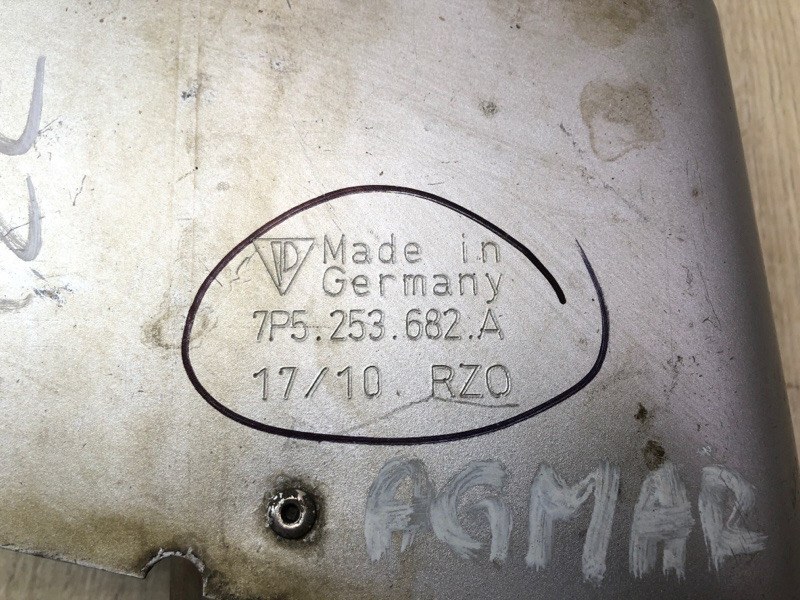 Made in
Germany
7P5.253.682.A
17/10 RZO
AGMAR